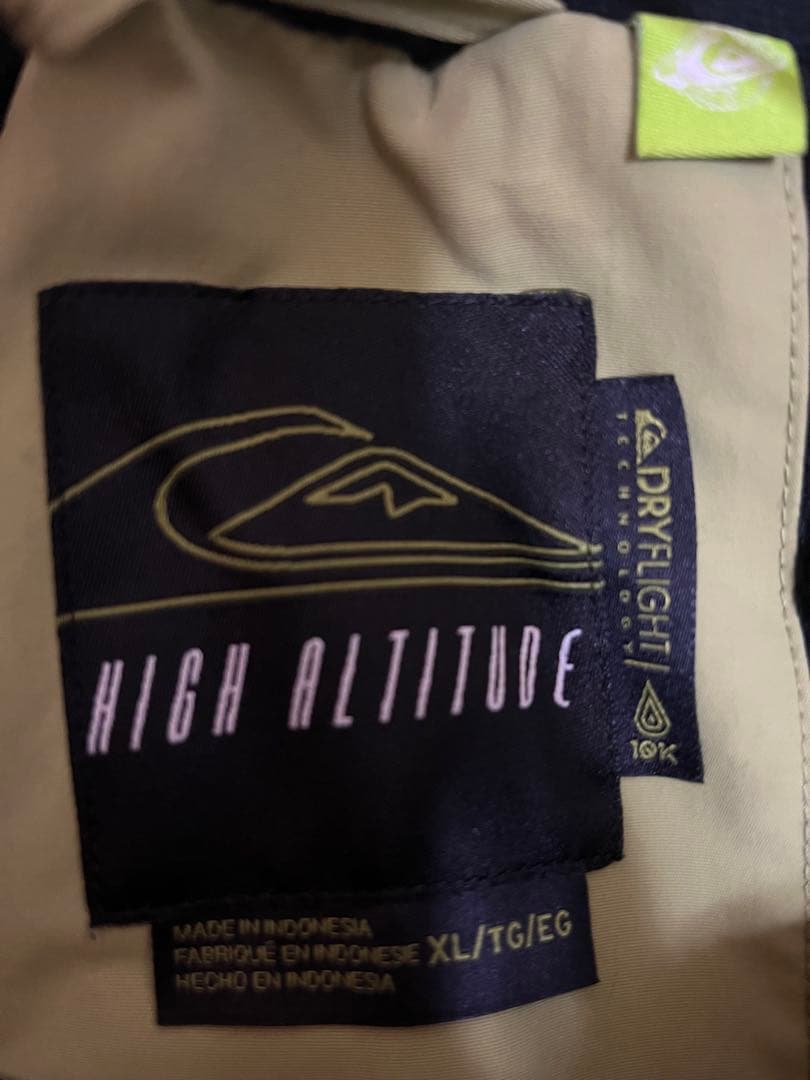 HIGH ALTITUDE
DRYFLIGHT/
TECHNOLOGY
10K
MADE IN INDONESIA
FABRIQUÉ EN INDONESIE
HECHO EN INDONESIA
XL/TG/EG